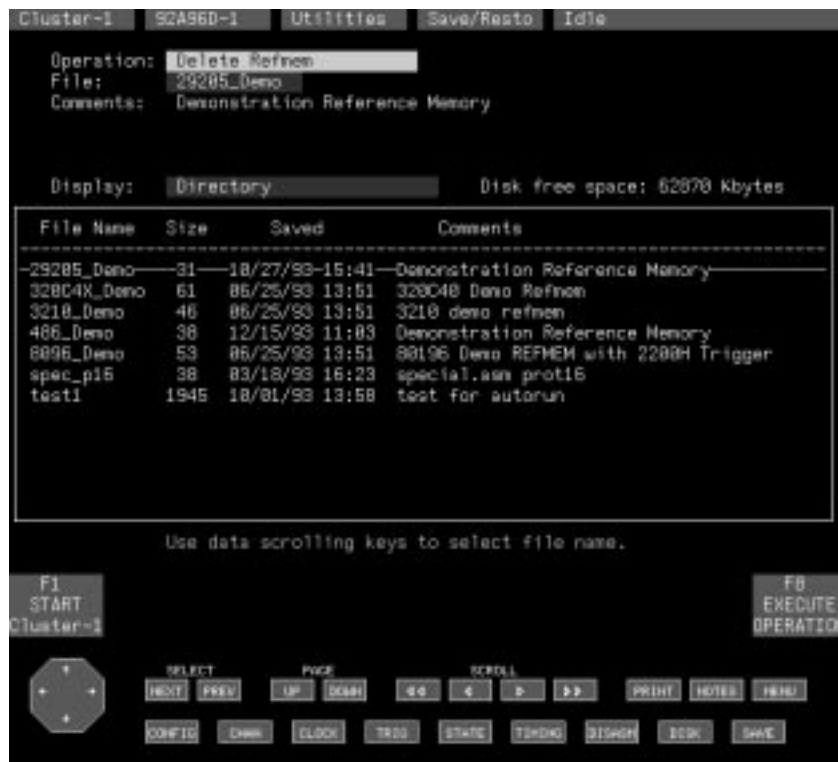 Cluster-1 92A96D-1 Utilities Save/Resto Idle
Operation: Delete Refmem
File: 29205_Demo
Comments: Demonstration Reference Memory
Display: Directory Disk free space: 62870 Kbytes
File Name Size Saved Comments
29205_Demo 31 10/27/93-15:41 Demonstration Reference Memory
320C4X_Demo 61 06/25/93 13:51 320C40 Demo Refmem
3210_Demo 46 06/25/93 13:51 3210 demo refmem
486_Demo 38 12/15/93 11:03 Demonstration Reference Memory
8096_Demo 53 06/25/93 13:51 80196 Demo REFMEM with 2200H Trigger
spec_p16 38 03/18/93 16:23 special.asm prot16
test1 1945 10/01/93 13:58 test for autorun
Use data scrolling keys to select file name.
F1
START
Cluster-1
F8
EXECUTE
OPERATIO
SELECT PAGE SCROLL
NEXT PREV UP DOWN PRINT NOTES MENU
CONFIG CHAN CLOCK TRIG STATE TIMING DISASM DISK SAVE